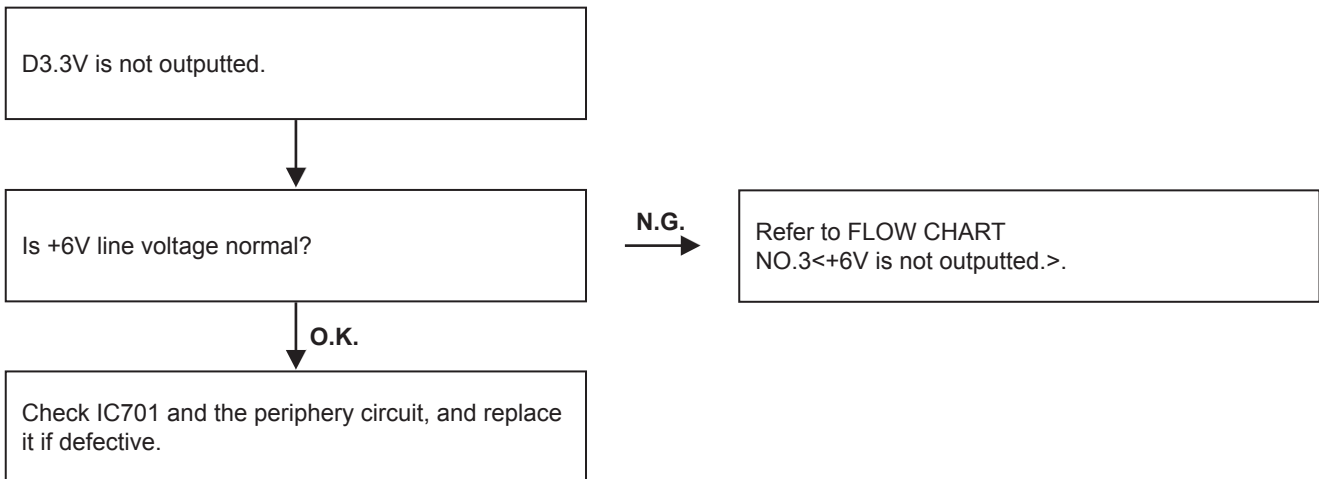 D3.3V is not outputted.
Is +6V line voltage normal?
N.G.
Refer to FLOW CHART
NO.3<+6V is not outputted.>.
O.K.
Check IC701 and the periphery circuit, and replace
it if defective.